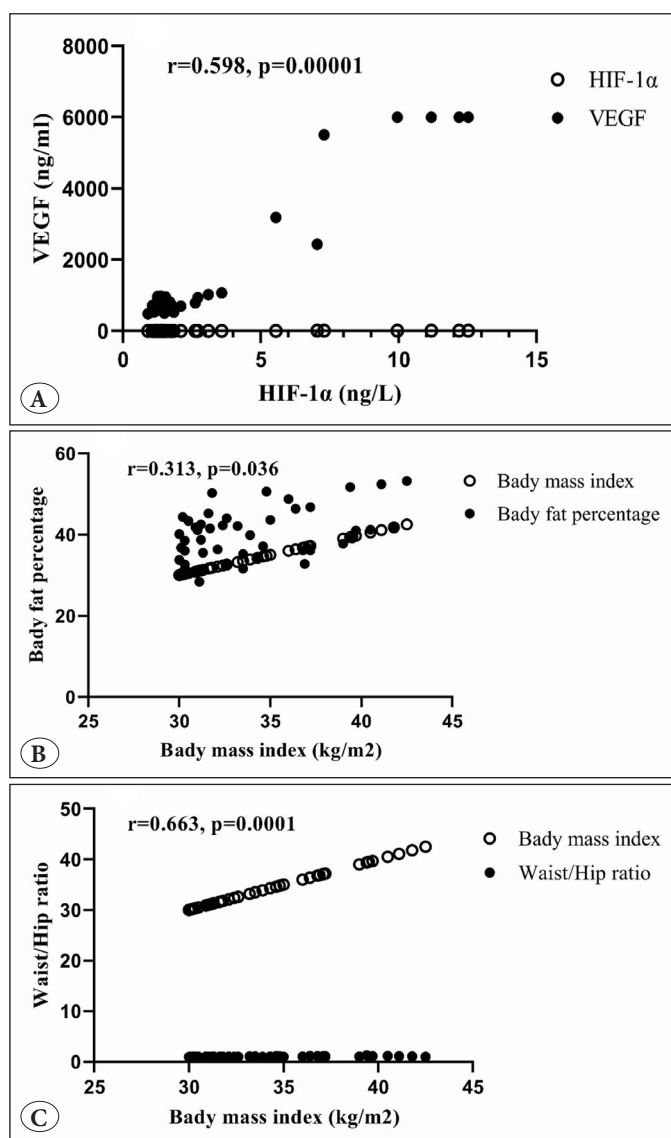 8000
6000
4000
2000
0
r=0.598, p=0.00001
HIF-1α
VEGF
VEGF (ng/ml)
0 5 10 15
HIF-1α (ng/L)
A
60
40
20
0
r=0.313, p=0.036
Bady mass index
Bady fat percentage
Bady fat percentage
25 30 35 40 45
Bady mass index (kg/m2)
B
50
40
30
20
10
0
r=0.663, p=0.0001
Bady mass index
Waist/Hip ratio
Waist/Hip ratio
25 30 35 40 45
Bady mass index (kg/m2)
C